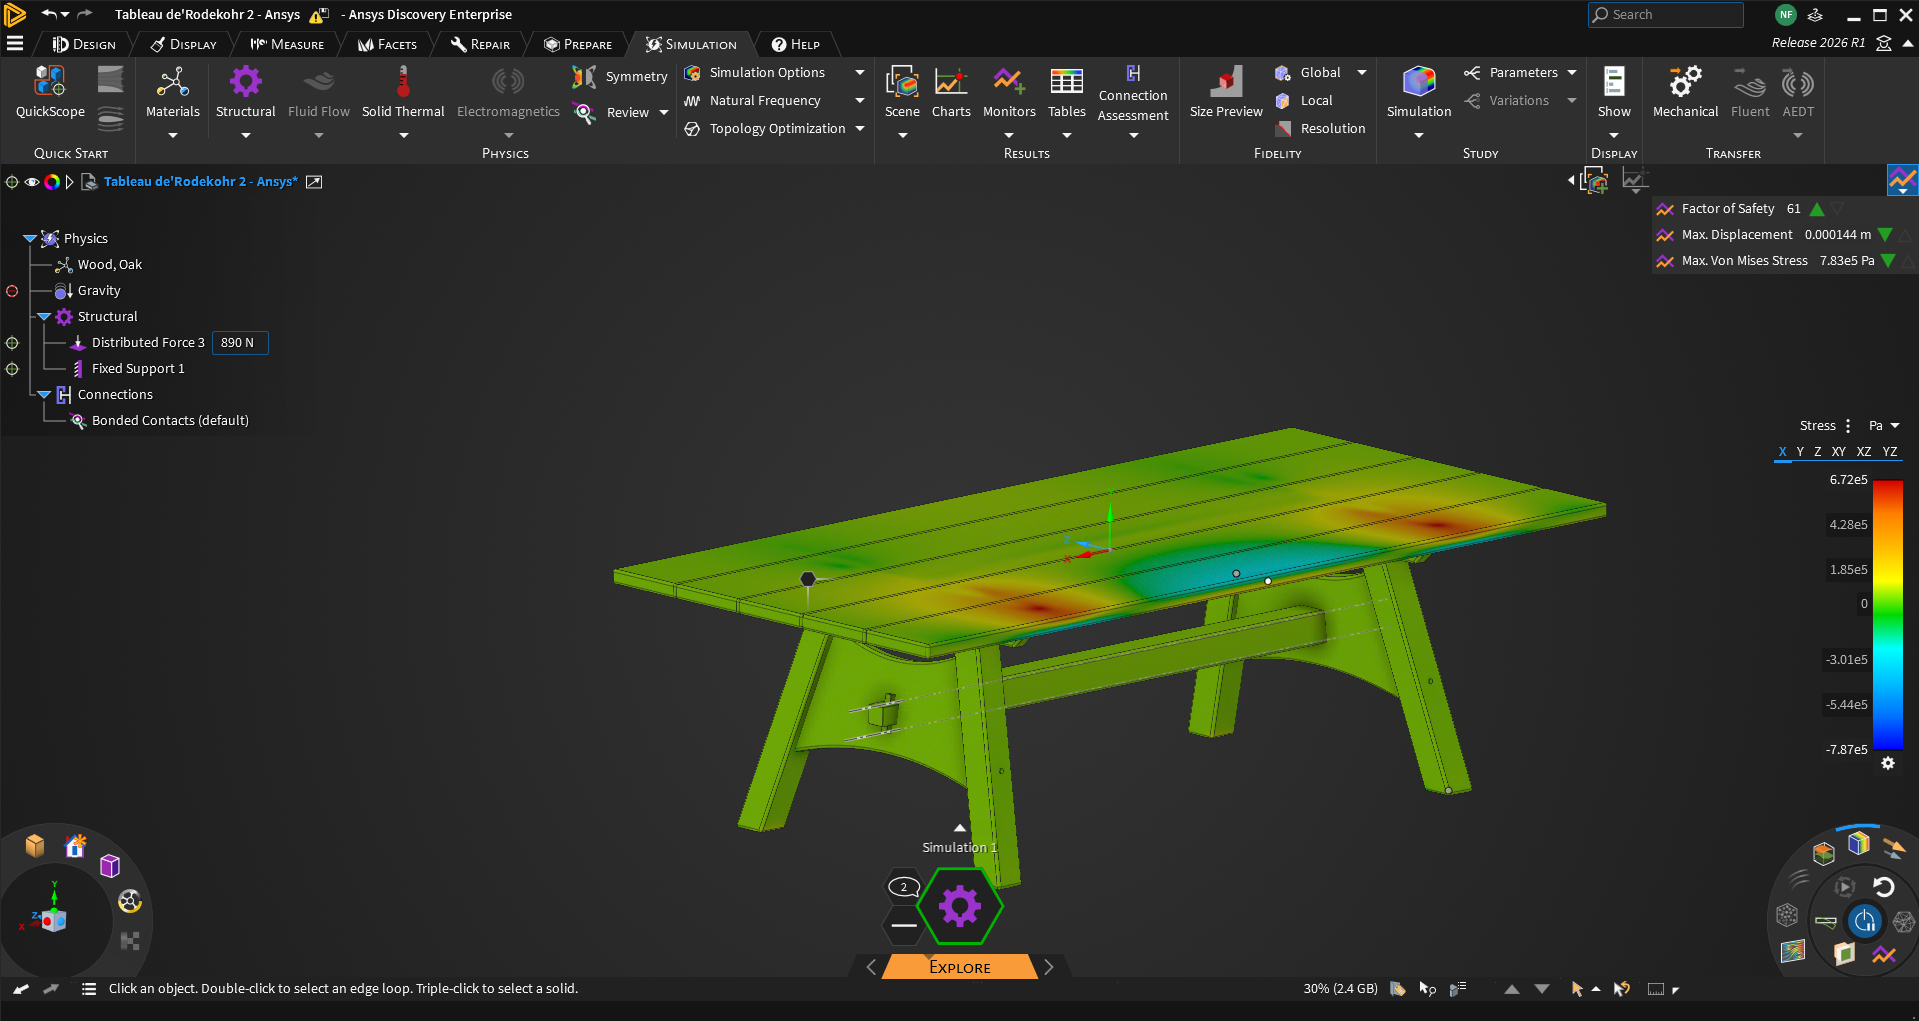 Tableau de'Rodekohr 2 - Ansys - Ansys Discovery Enterprise
Search
NF
Design
Display
Measure
Facets
Repair
Prepare
Simulation
Help
Release 2026 R1
QuickScope
Quick Start
Materials
Structural
Fluid Flow
Solid Thermal
Electromagnetics
Symmetry
Review
Simulation Options
Natural Frequency
Topology Optimization
Physics
Scene
Charts
Monitors
Tables
Connection
Assessment
Results
Size Preview
Global
Local
Resolution
Fidelity
Simulation
Parameters
Variations
Study
Show
Display
Mechanical
Fluent
AEDT
Transfer
Tableau de'Rodekohr 2 - Ansys*
Physics
Wood, Oak
Gravity
Structural
Distributed Force 3 890 N
Fixed Support 1
Connections
Bonded Contacts (default)
Factor of Safety 61
Max. Displacement 0.000144 m
Max. Von Mises Stress 7.83e5 Pa
Stress Pa
X Y Z XY XZ YZ
6.72e5
4.28e5
1.85e5
0
-3.01e5
-5.44e5
-7.87e5
Z
X
Simulation 1
2
Explore
Y
Z
X
Click an object. Double-click to select an edge loop. Triple-click to select a solid.
30% (2.4 GB)